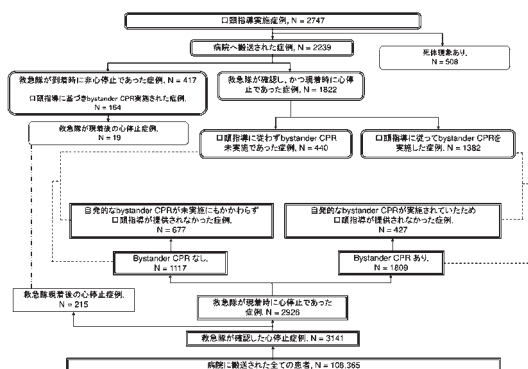 口頭指導実施症例, N = 2747
病院へ搬送された症例, N = 2239
死体現象あり,
N = 508
救急隊が到着時に非心停止であった症例, N = 417
口頭指導に基づきbystander CPR実施された症例,
N = 164
救急隊が確認し、かつ現着時に心停
止であった症例, N =
1822
救急隊が現着後の心停止症例,
N = 19
口頭指導に従わずbystander CPR
未実施であった症例, N = 440
口頭指導に従ってbystander CPRを
実施した症例, N = 1382
自発的なbystander CPRが未実施にもかかわらず
口頭指導が提供されなかった症例,
N = 677
自発的なbystander CPRが実施されていたため
口頭指導が提供されなかった症例,
N = 427
Bystander CPR なし,
N = 1117
Bystander CPR あり,
N = 1809
救急隊現着後の心停止症例,
N = 215
救急隊が現着時に心停止であった
症例, N = 2926
救急隊が確認した心停止症例, N = 3141
病院に搬送された全ての患者, N = 108,365